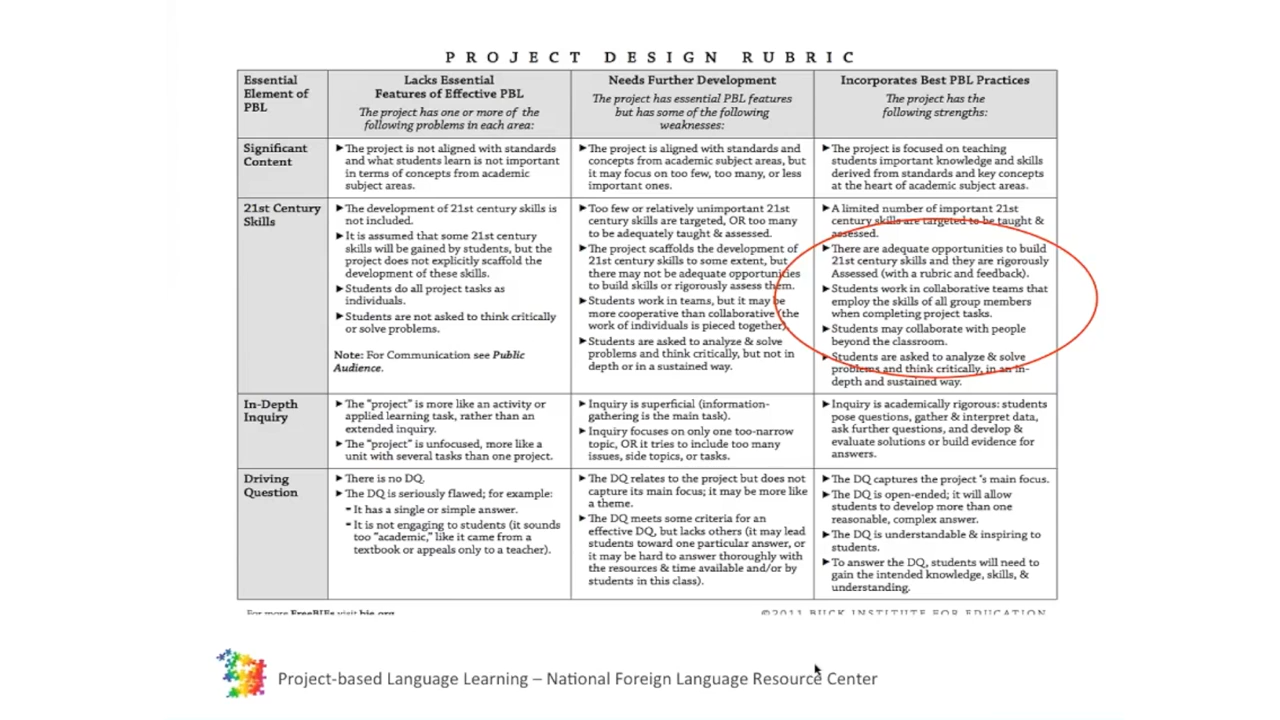 PROJECT DESIGN RUBRIC
Essential
Element of
PBL
Lacks Essential
Features of Effective PBL
The project has one or more of the
following problems in each area:
Needs Further Development
The project has essential PBL features
but has some of the following
weaknesses:
Incorporates Best PBL Practices
The project has the
following strengths:
Significant
Content
►The project is not aligned with standards
and what students learn is not important
in terms of concepts from academic
subject areas.
►The project is aligned with standards and
concepts from academic subject areas, but
it may focus on too few, too many, or less
important ones.
►The project is focused on teaching
students important knowledge and skills
derived from standards and key concepts
at the heart of academic subject areas.
21st Century
Skills
►The development of 21st century skills is
not included.
►It is assumed that some 21st century
skills will be gained by students, but the
project does not explicitly scaffold the
development of these skills.
►Students do all project tasks as
individuals.
►Students are not asked to think critically
or solve problems.
Note: For Communication see Public
Audience.
►Too few or relatively unimportant 21st
century skills are targeted, OR too many
to be adequately taught & assessed.
►The project scaffolds the development of
21st century skills to some extent, but
there may not be adequate opportunities
to build skills or rigorously assess them.
►Students work in teams, but it may be
more cooperative than collaborative (the
work of individuals is pieced together).
►Students are asked to analyze & solve
problems and think critically, but not in
depth or in a sustained way.
►A limited number of important 21st
century skills are targeted to be taught &
assessed.
►There are adequate opportunities to build
21st century skills and they are rigorously
Assessed (with a rubric and feedback).
►Students work in collaborative teams that
employ the skills of all group members
when completing project tasks.
►Students may collaborate with people
beyond the classroom.
►Students are asked to analyze & solve
problems and think critically, in an in-
depth and sustained way.
In-Depth
Inquiry
►The "project" is more like an activity or
applied learning task, rather than an
extended inquiry.
►The "project" is unfocused, more like a
unit with several tasks than one project.
►Inquiry is superficial (information-
gathering is the main task).
►Inquiry focuses on only one too-narrow
topic, OR it tries to include too many
issues, side topics, or tasks.
►Inquiry is academically rigorous: students
pose questions, gather & interpret data,
ask further questions, and develop &
evaluate solutions or build evidence for
answers.
Driving
Question
►There is no DQ.
►The DQ is seriously flawed; for example:
-It has a single or simple answer.
-It is not engaging to students (it sounds
too "academic," like it came from a
textbook or appeals only to a teacher).
►The DQ relates to the project but does not
capture its main focus; it may be more like
a theme.
►The DQ meets some criteria for an
effective DQ, but lacks others (it may lead
students toward one particular answer, or
it may be hard to answer thoroughly with
the resources & time available and/or by
students in this class).
►The DQ captures the project 's main focus.
►The DQ is open-ended; it will allow
students to develop more than one
reasonable, complex answer.
►The DQ is understandable & inspiring to
students.
►To answer the DQ, students will need to
gain the intended knowledge, skills, &
understanding.
For more FreeBIEs visit bie.org
©2011 BUCK INSTITUTE FOR EDUCATION
Project-based Language Learning – National Foreign Language Resource Center